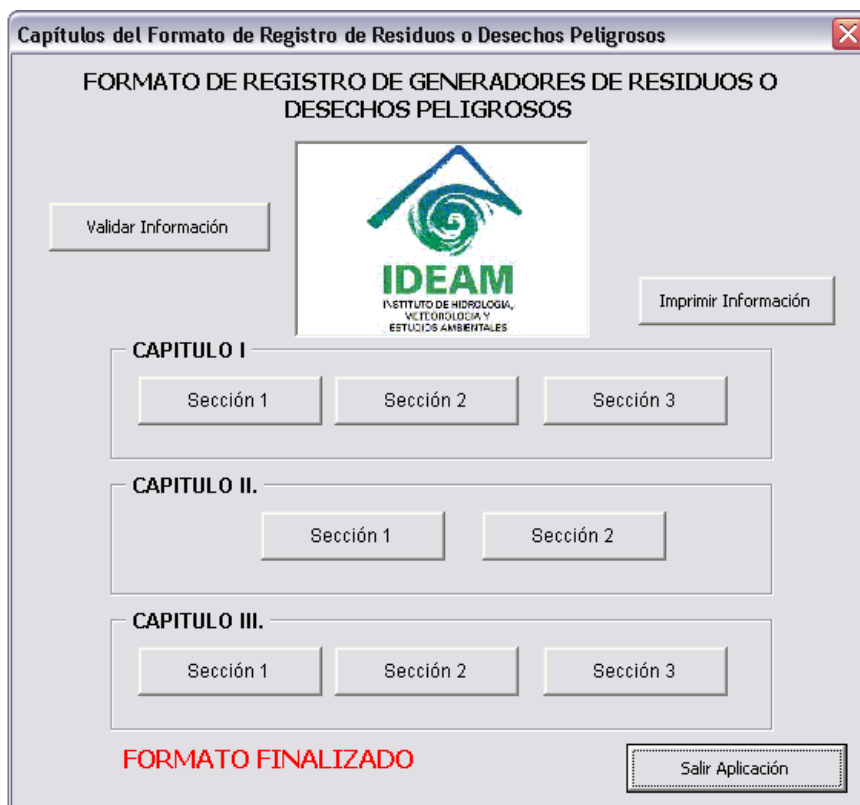 Capítulos del Formato de Registro de Residuos o Desechos Peligrosos
FORMATO DE REGISTRO DE GENERADORES DE RESIDUOS O
DESECHOS PELIGROSOS
Validar Información
IDEAM
INSTITUTO DE HIDROLOGIA,
METEOROLOGIA Y
ESTUDIOS AMBIENTALES
Imprimir Información
CAPITULO I
Sección 1 Sección 2 Sección 3
CAPITULO II.
Sección 1 Sección 2
CAPITULO III.
Sección 1 Sección 2 Sección 3
FORMATO FINALIZADO
Salir Aplicación